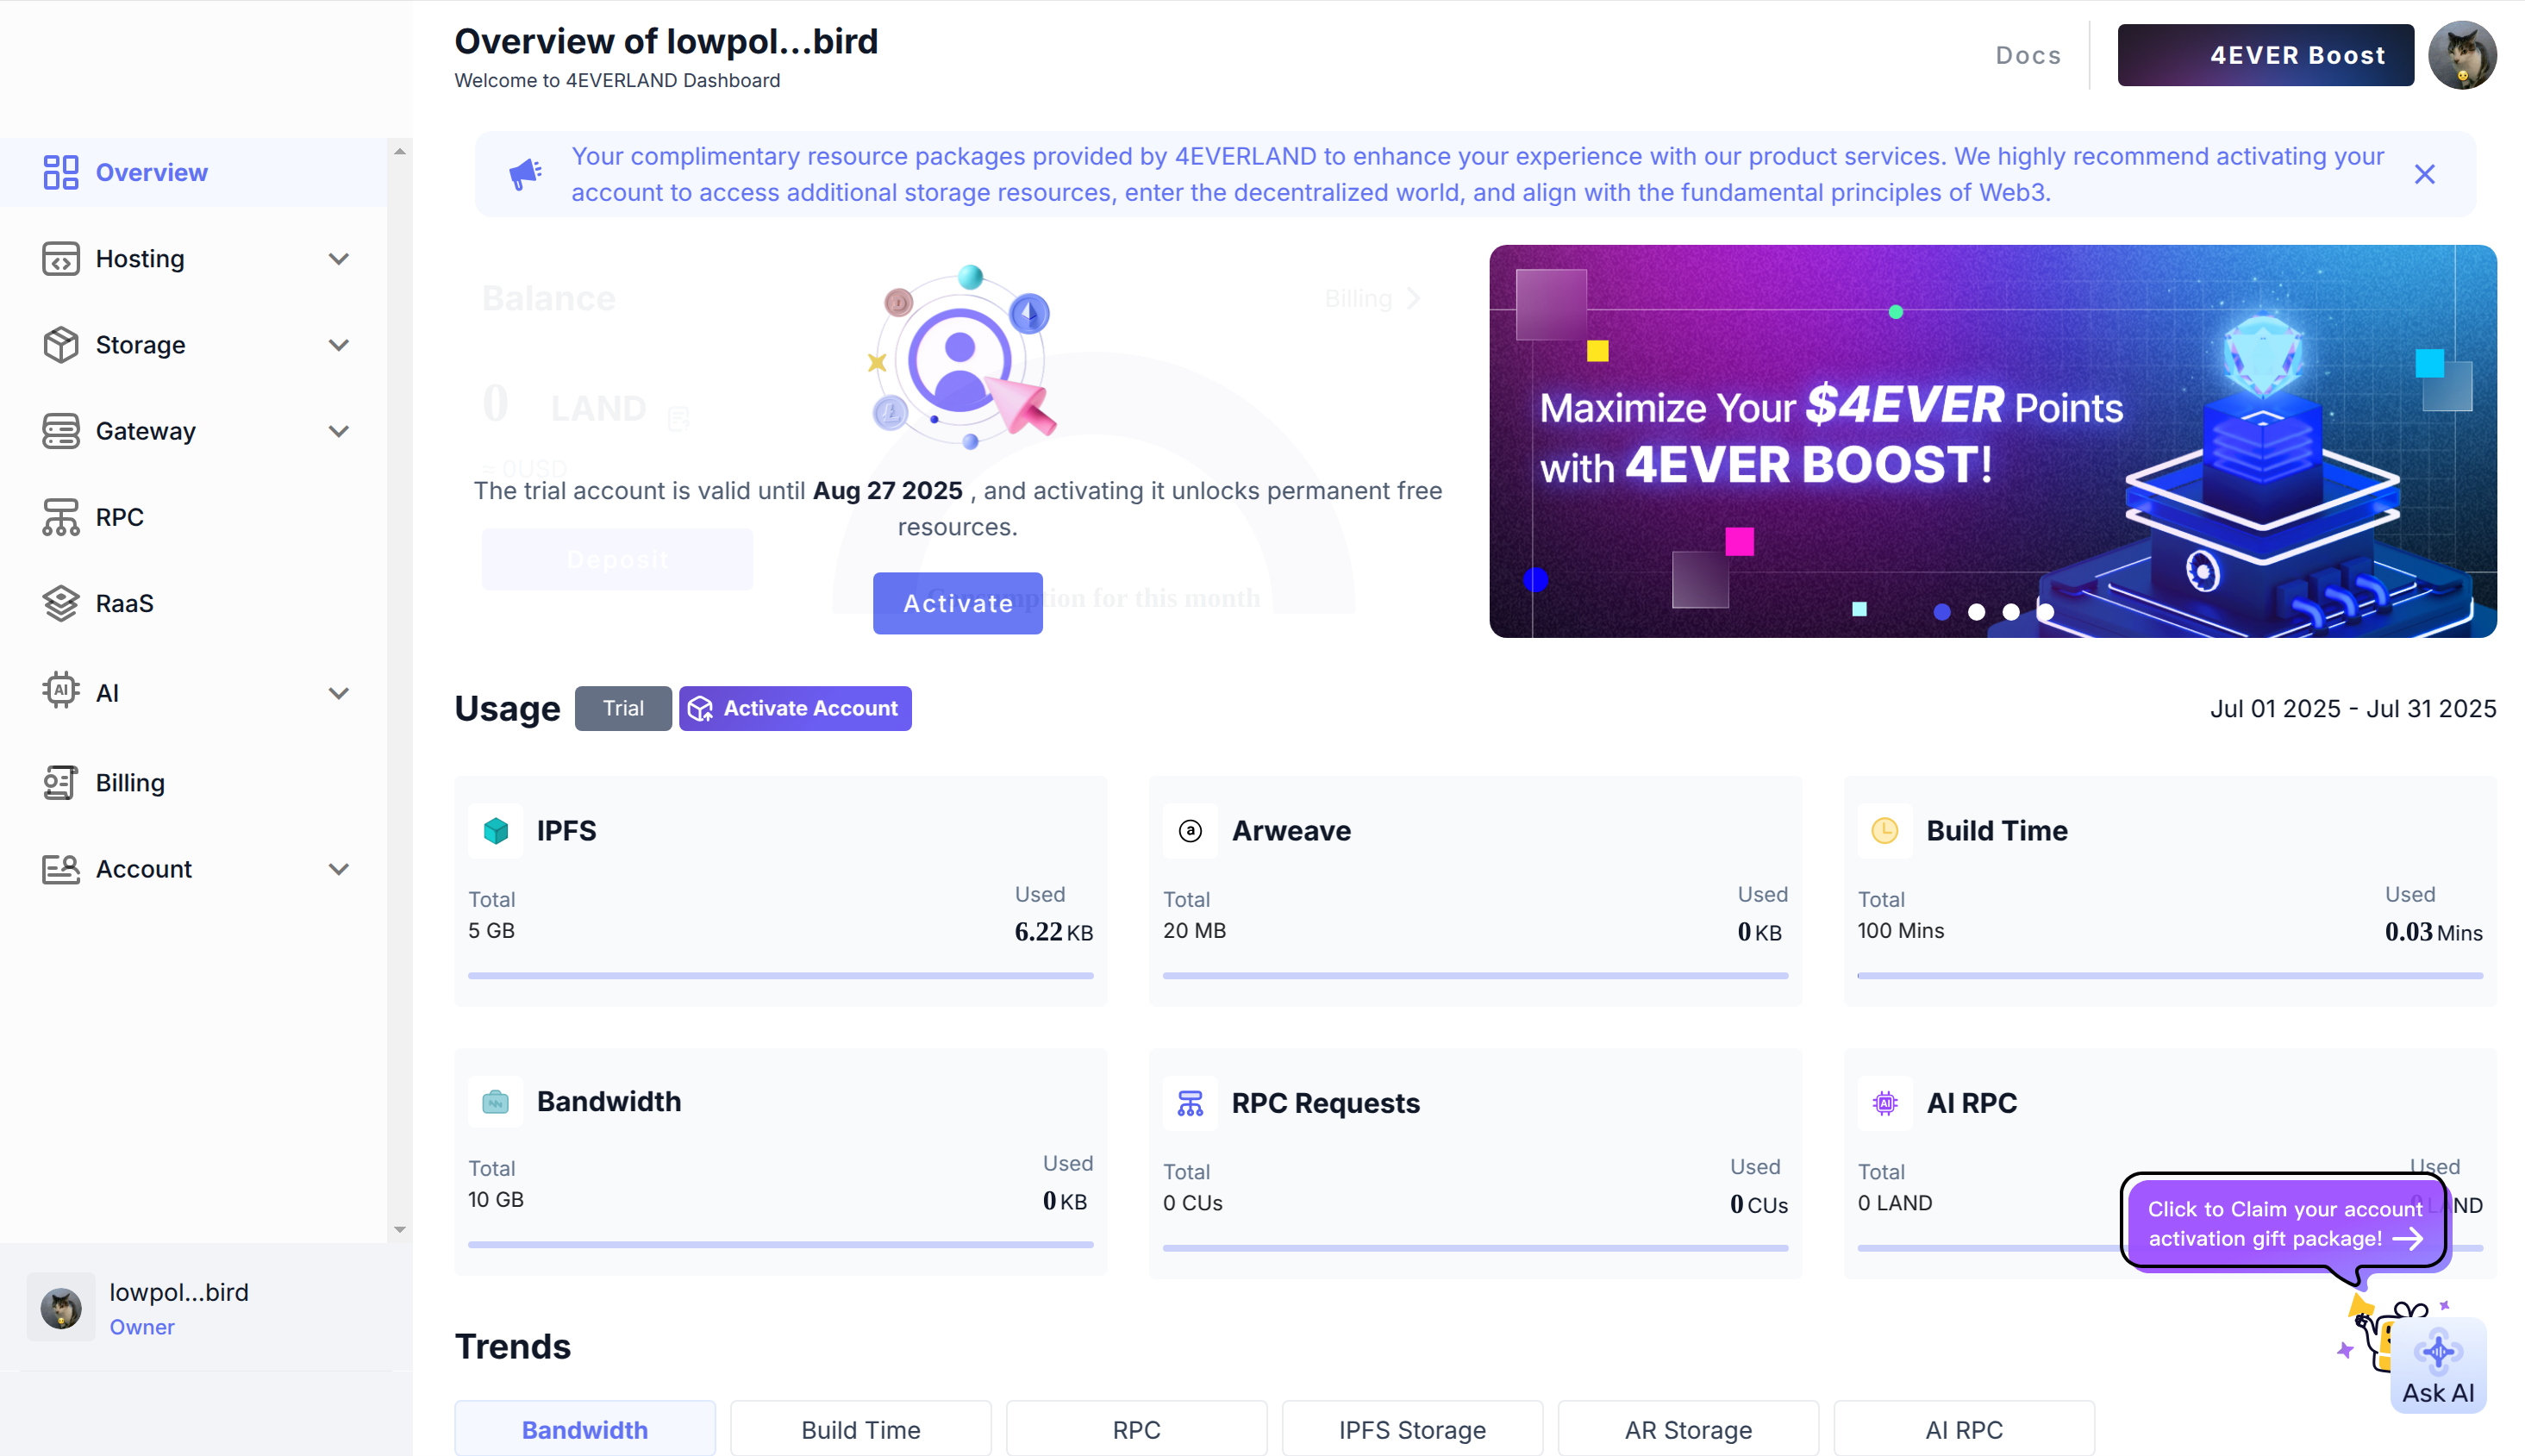 Overview of lowpol...bird
Welcome to 4EVERLAND Dashboard
Docs
4EVER Boost
Overview
Hosting
Storage
Gateway
RPC
RaaS
AI
Billing
Account
lowpol...bird
Owner
Your complimentary resource packages provided by 4EVERLAND to enhance your experience with our product services. We highly recommend activating your
account to access additional storage resources, enter the decentralized world, and align with the fundamental principles of Web3.
Balance
Billing
0 LAND
≈ 0USD
The trial account is valid until Aug 27 2025 , and activating it unlocks permanent free
resources.
Deposit
Activate
Consumption for this month
Maximize Your $4EVER Points
with 4EVER BOOST!
Usage
Trial
Activate Account
Jul 01 2025 - Jul 31 2025
IPFS
Total
5 GB
Used
6.22 KB
Arweave
Total
20 MB
Used
0 KB
Build Time
Total
100 Mins
Used
0.03 Mins
Bandwidth
Total
10 GB
Used
0 KB
RPC Requests
Total
0 CUs
Used
0 CUs
AI RPC
Total
0 LAND
Used
0 LAND
Click to Claim your account
activation gift package!
Ask AI
Trends
Bandwidth
Build Time
RPC
IPFS Storage
AR Storage
AI RPC